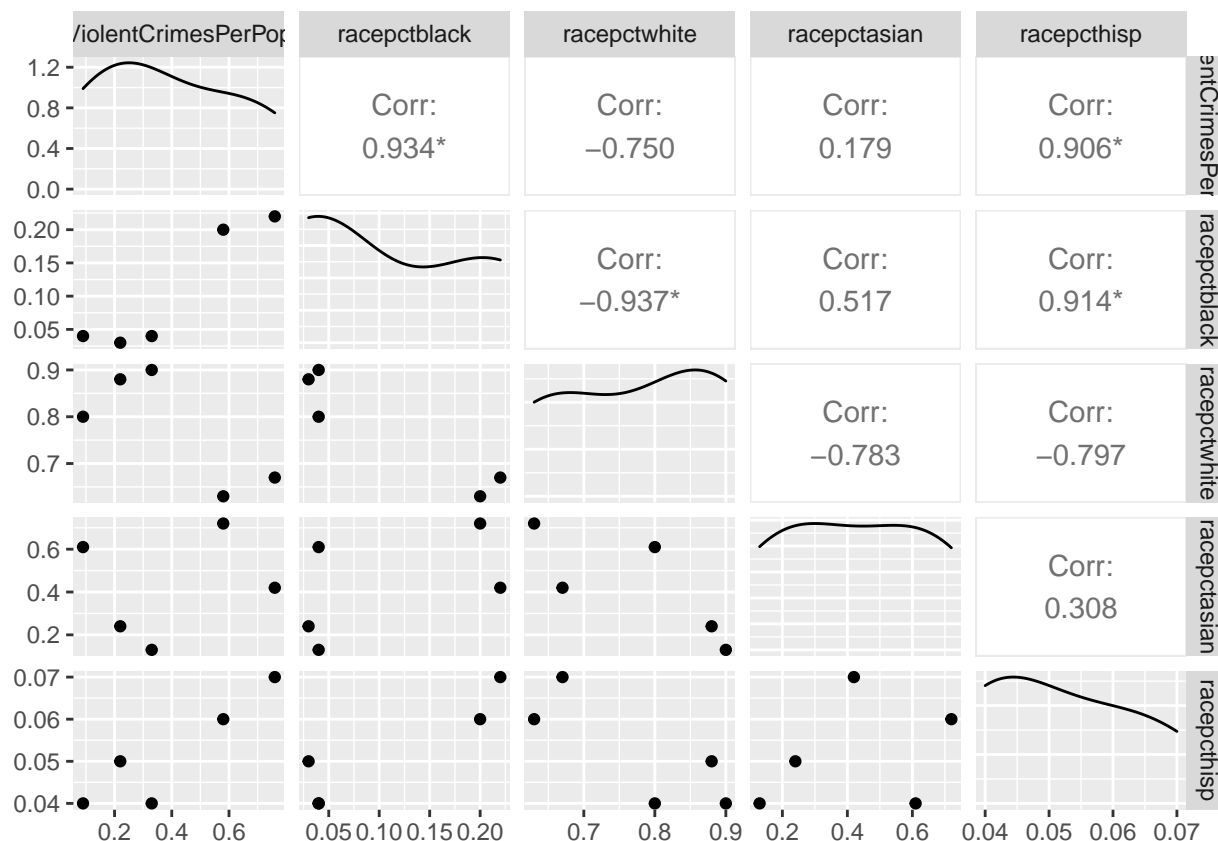 ViolentCrimesPerPop racepctblack racepctwhite racepctasian racepcthisp
1.2
0.8
0.4
0.0
Corr:
0.934*
Corr:
−0.750
Corr:
0.179
Corr:
0.906*
entCrimesPer
0.20
0.15
0.10
0.05
Corr:
−0.937*
Corr:
0.517
Corr:
0.914*
racepctblack
0.9
0.8
0.7
Corr:
−0.783
Corr:
−0.797
racepctwhite
0.6
0.4
0.2
Corr:
0.308
racepctasian
0.07
0.06
0.05
0.04
racepcthisp
0.2 0.4 0.6 0.05 0.10 0.15 0.20 0.7 0.8 0.9 0.2 0.4 0.6 0.04 0.05 0.06 0.07